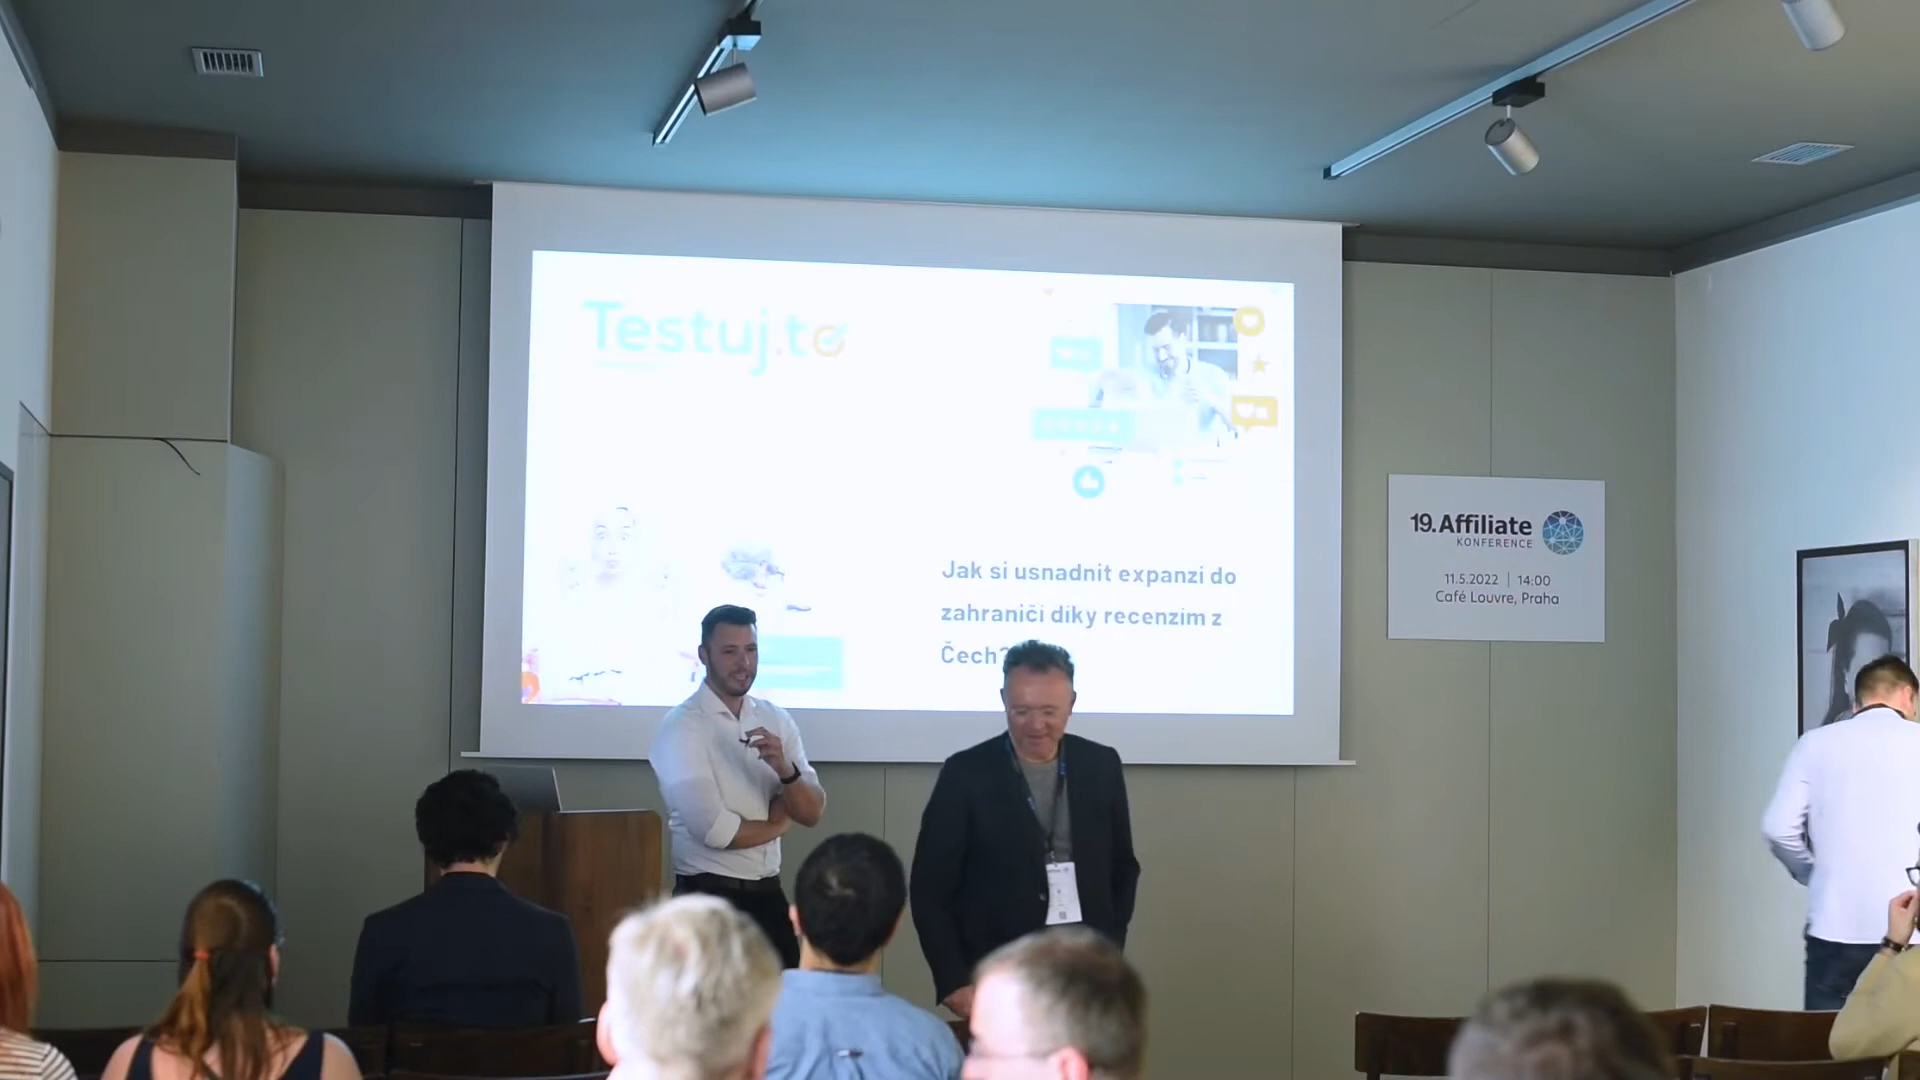 Testuj.to
Jak si usnadnit expanzi do
zahraničí díky recenzím z
Čech?
19. Affiliate
KONFERENCE
11.5.2022 | 14:00
Café Louvre, Praha